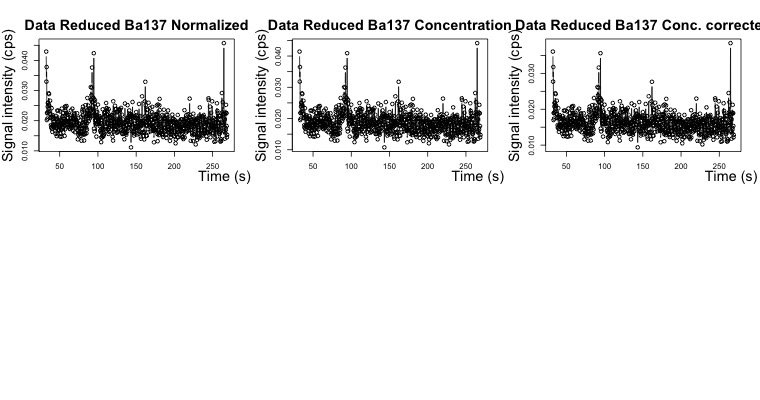 Data Reduced Ba137 Normalized
Signal intensity (cps)
0.010 0.020 0.030 0.040
50 100 150 200 250
Time (s)
Data Reduced Ba137 Concentration
Signal intensity (cps)
0.010 0.020 0.030 0.040
50 100 150 200 250
Time (s)
Data Reduced Ba137 Conc. correcte
Signal intensity (cps)
0.010 0.020 0.030
50 100 150 200 250
Time (s)